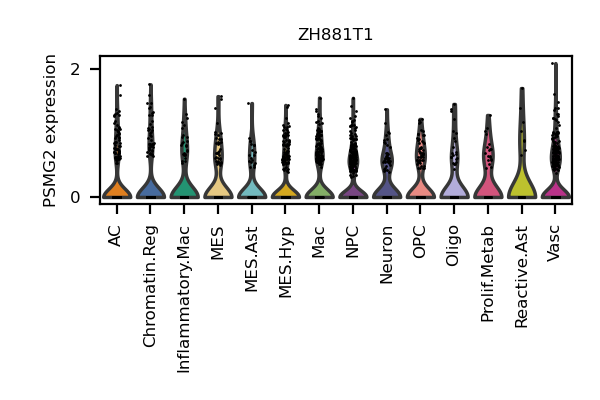 ZH881T1
PSMG2 expression
2
0
AC
Chromatin.Reg
Inflammatory.Mac
MES
MES.Ast
MES.Hyp
Mac
NPC
Neuron
OPC
Oligo
Prolif.Metab
Reactive.Ast
Vasc